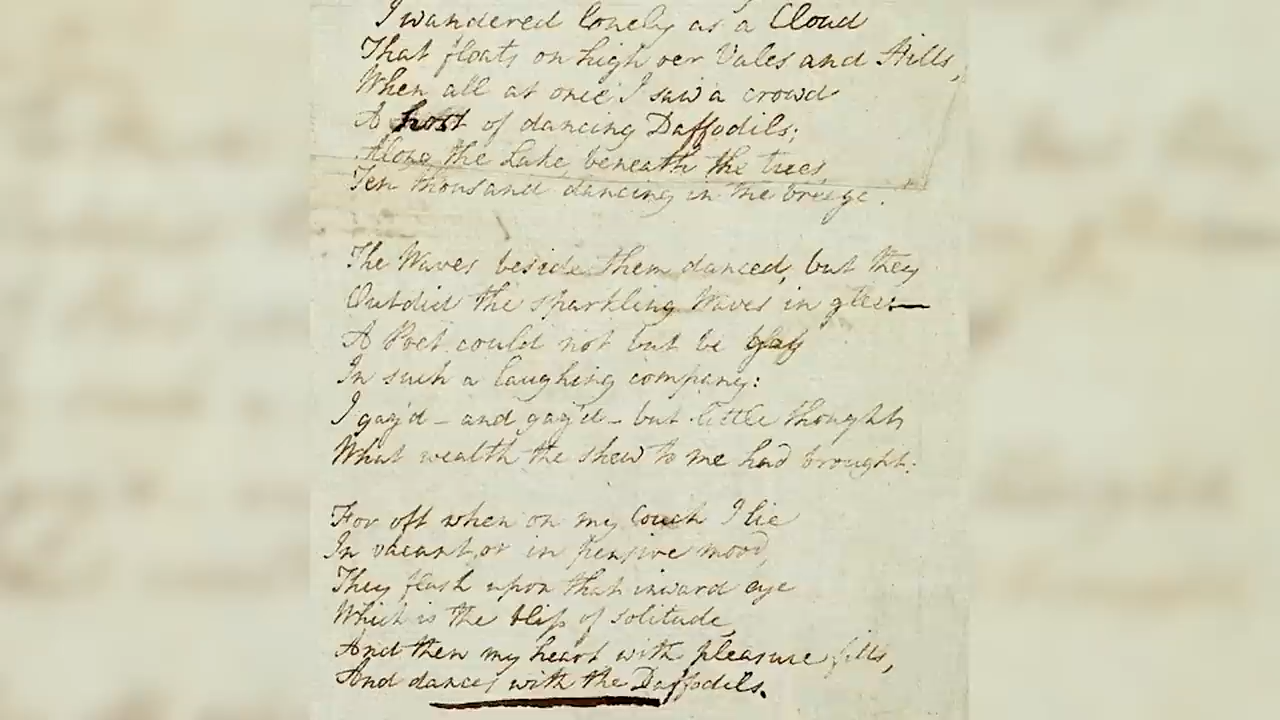 I wandered lonely as a Cloud
That floats on high oer Vales and Hills,
When all at once I saw a crowd
A host of dancing Daffodils;
Along the Lake, beneath the trees,
Ten thousand dancing in the breeze.
The Waves beside them danced, but they
Outdid the sparkling Waves in glee:—
A Poet could not but be gay
In such a laughing company:
I gaz'd – and gaz'd – but little thought
What wealth the shew to me had brought:
For oft when on my Couch I lie
In vacant, or in pensive mood,
They flash upon that inward eye
Which is the bliss of solitude,
And then my heart with pleasure fills,
And dances with the Daffodils.